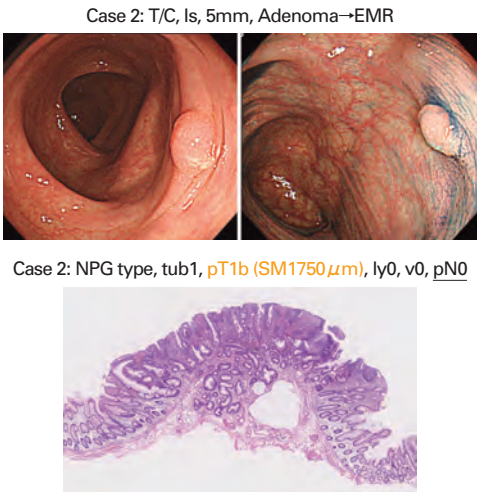 Case 2: T/C, Is, 5mm, Adenoma→EMR
Case 2: NPG type, tub1, pT1b (SM1750μm), ly0, v0, pN0